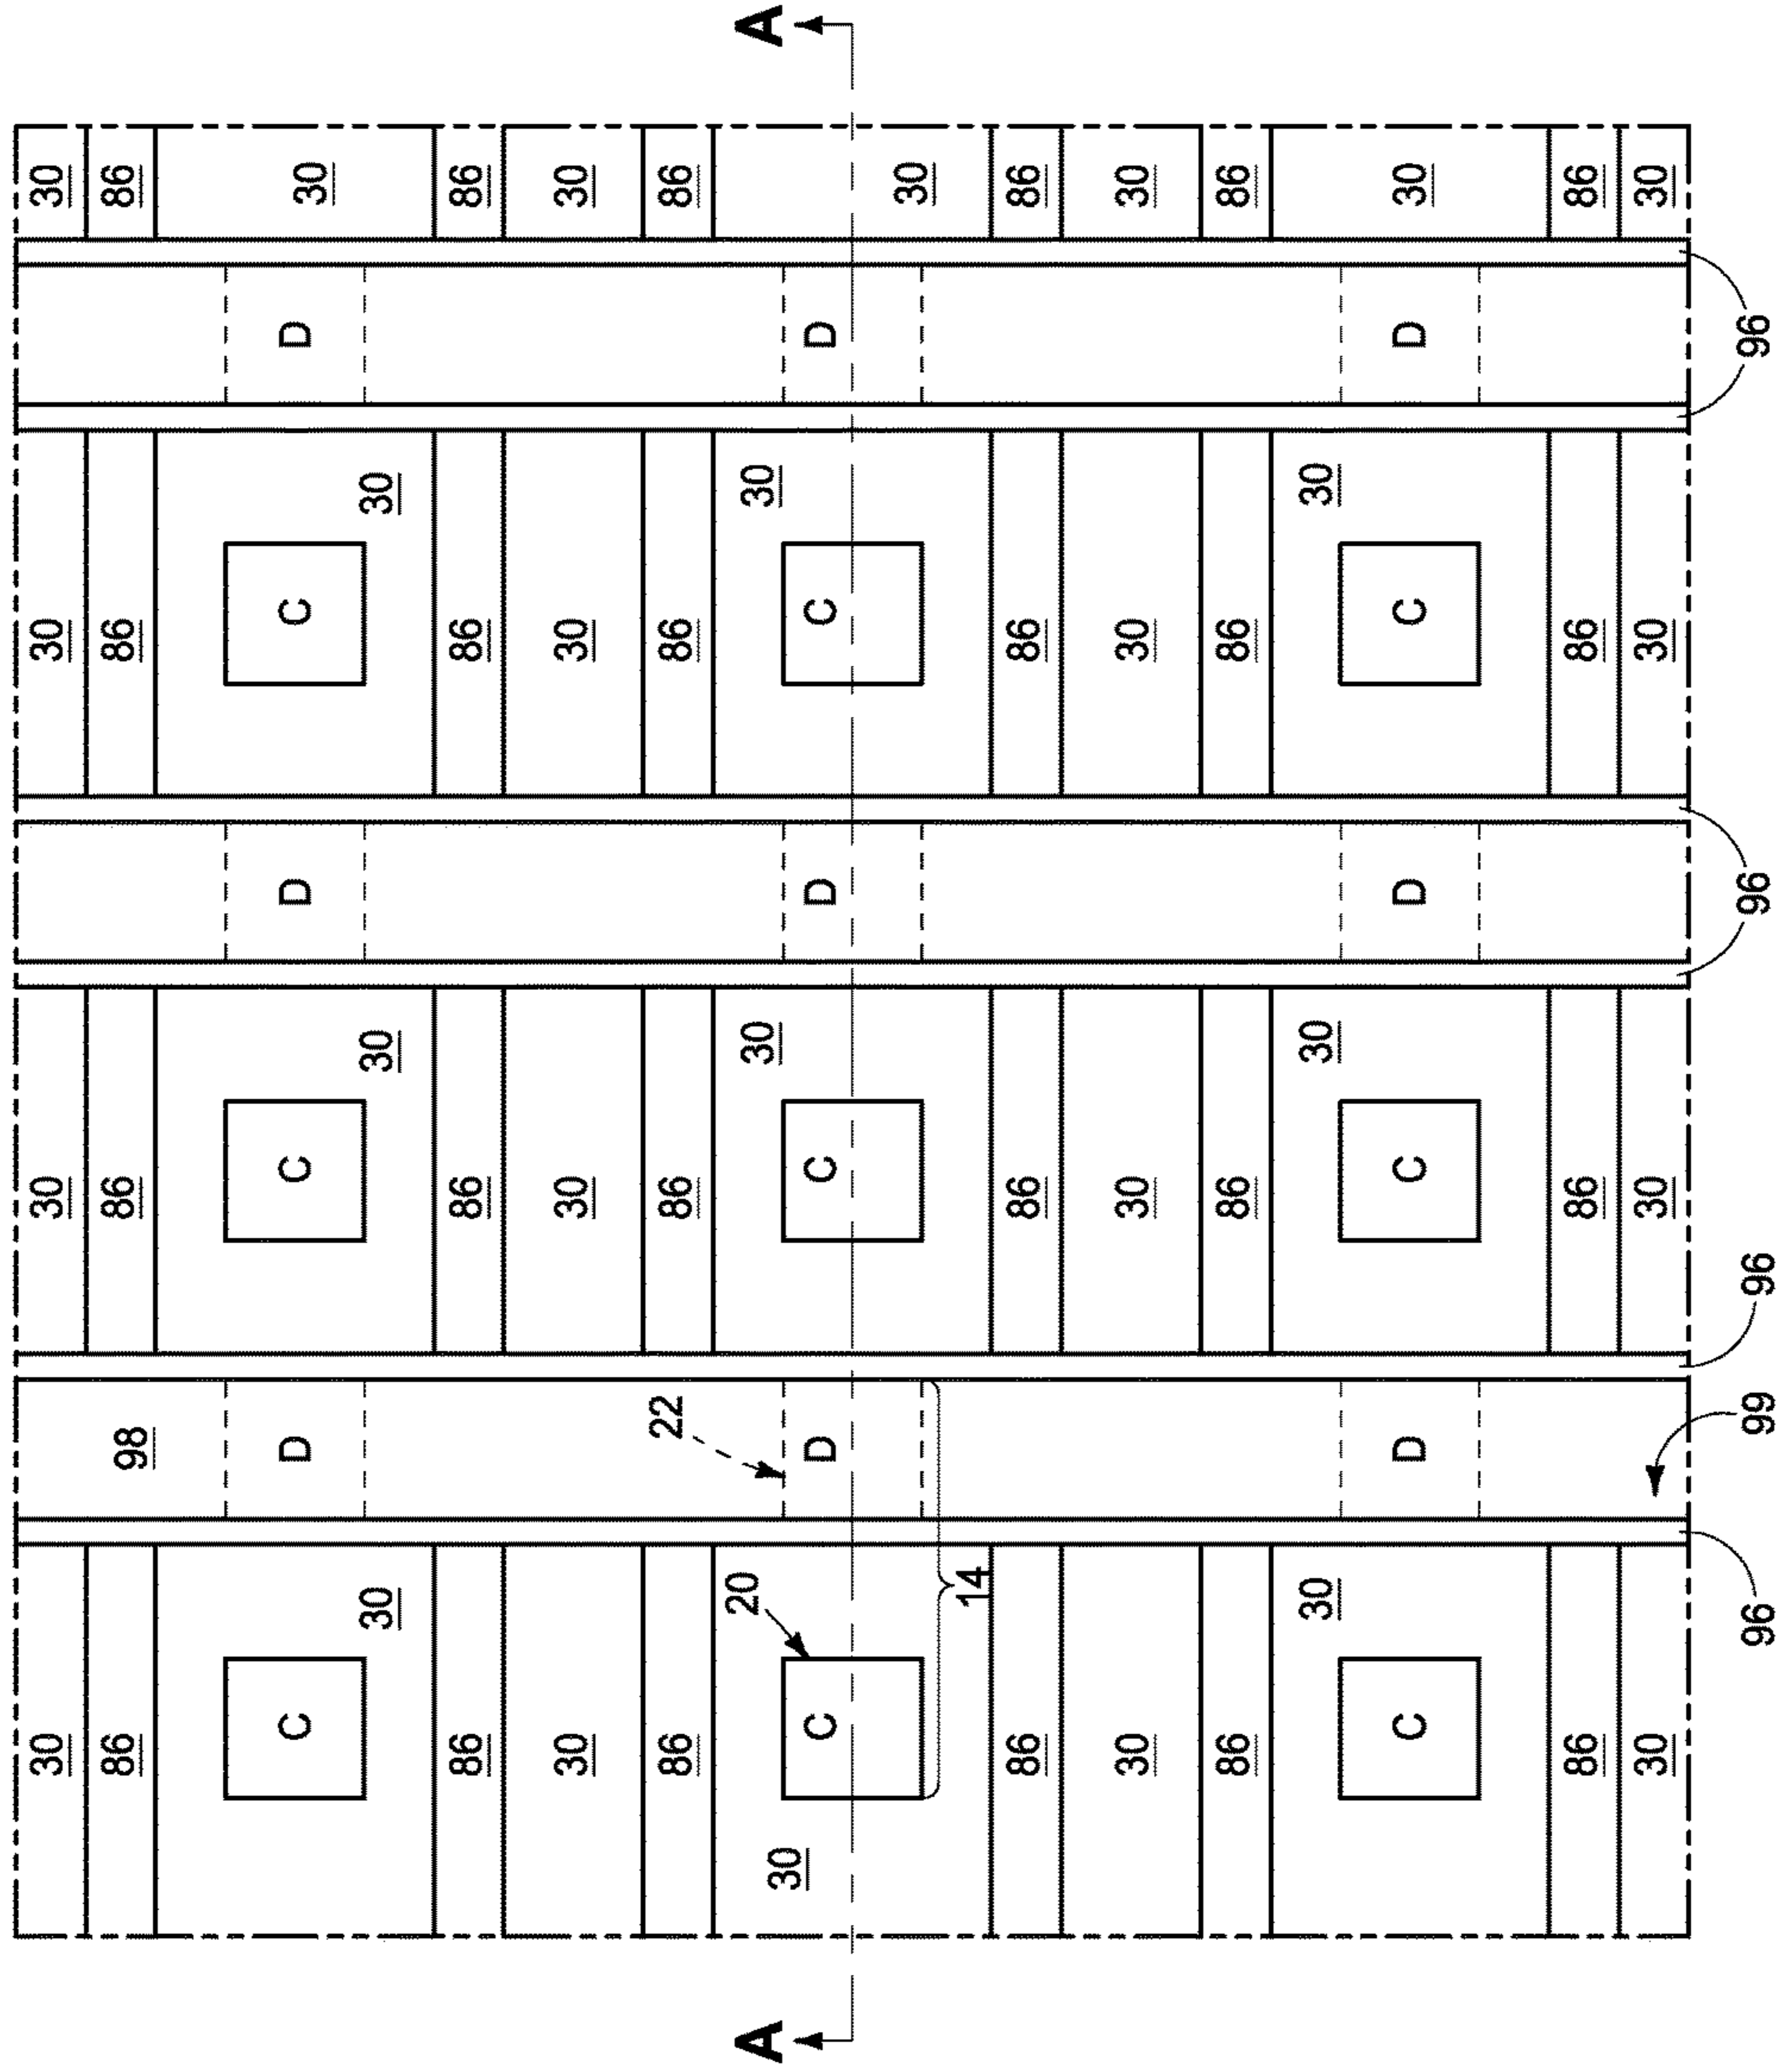 30 30 30 30
86 98 86 86 86
C D C D C D 30
30 30 30
86 86 86 86
30 30 30 30
86 22 86 86 86
A 20 30 30 A
30
C D C D C D
30
14
86 86 86 86
30 30 30 30
86 86 86 86
30 30 30
C D C D C D 30
86 86 86 86
30 30 30 30
96 99 96 96 96